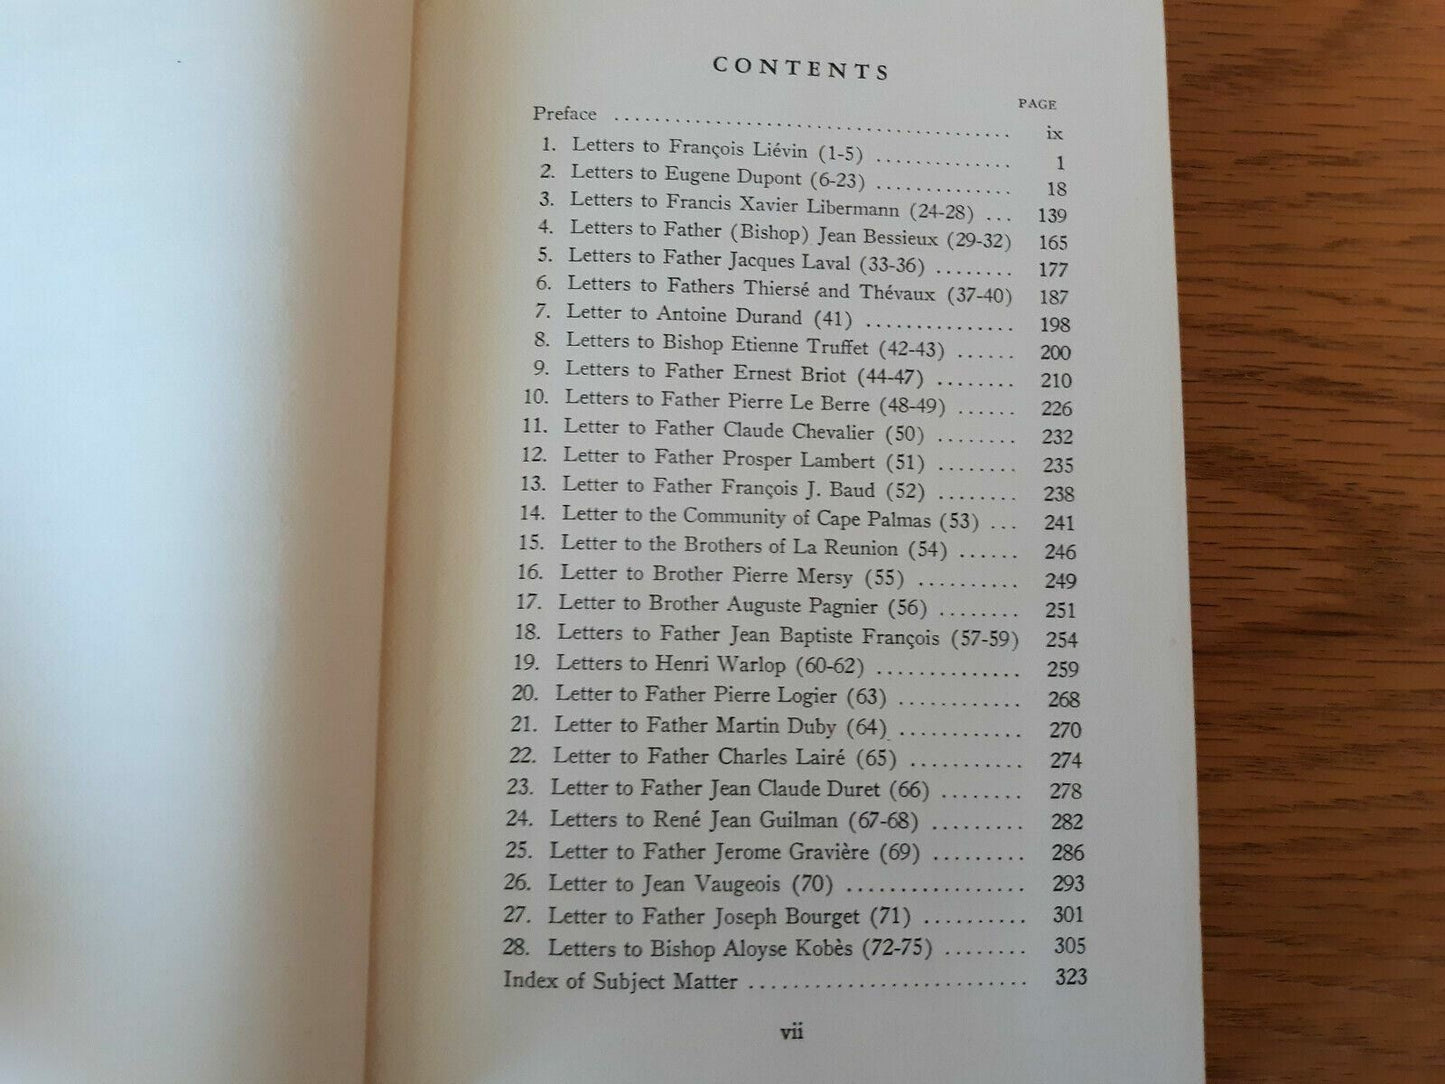 CONTENTS
PAGE
Preface ........................................ ix
1. Letters to François Liévin (1-5) .............. 1
2. Letters to Eugene Dupont (6-23) .............. 18
3. Letters to Francis Xavier Libermann (24-28) ... 139
4. Letters to Father (Bishop) Jean Bessieux (29-32) 165
5. Letters to Father Jacques Laval (33-36) ........ 177
6. Letters to Fathers Thiersé and Thévaux (37-40) 187
7. Letter to Antoine Durand (41) ............... 198
8. Letters to Bishop Etienne Truffet (42-43) ...... 200
9. Letters to Father Ernest Briot (44-47) ........ 210
10. Letters to Father Pierre Le Berre (48-49) ...... 226
11. Letter to Father Claude Chevalier (50) ........ 232
12. Letter to Father Prosper Lambert (51) ........ 235
13. Letter to Father François J. Baud (52) ........ 238
14. Letter to the Community of Cape Palmas (53) ... 241
15. Letter to the Brothers of La Reunion (54) ...... 246
16. Letter to Brother Pierre Mersy (55) .......... 249
17. Letter to Brother Auguste Pagnier (56) ........ 251
18. Letters to Father Jean Baptiste François (57-59) 254
19. Letters to Henri Warlop (60-62) .............. 259
20. Letter to Father Pierre Logier (63) ............ 268
21. Letter to Father Martin Duby (64) ............ 270
22. Letter to Father Charles Lairé (65) ........... 274
23. Letter to Father Jean Claude Duret (66) ........ 278
24. Letters to René Jean Guilman (67-68) ......... 282
25. Letter to Father Jerome Gravière (69) ......... 286
26. Letter to Jean Vaugeois (70) ................. 293
27. Letter to Father Joseph Bourget (71) .......... 301
28. Letters to Bishop Aloyse Kobès (72-75) ........ 305
Index of Subject Matter .......................... 323
vii